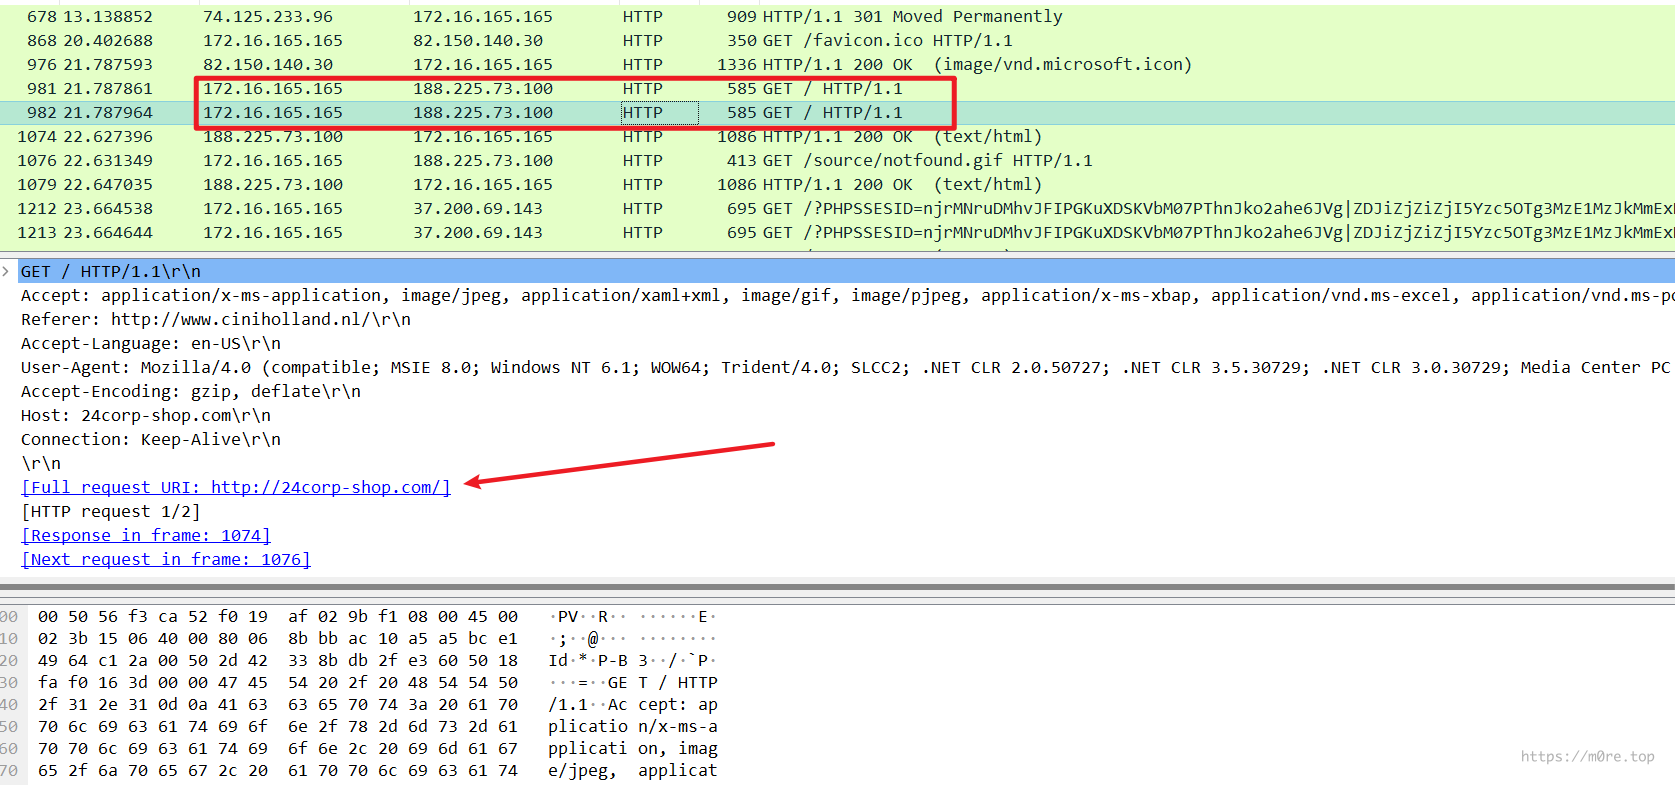 678 13.138852 74.125.233.96 172.16.165.165 HTTP 909 HTTP/1.1 301 Moved Permanently
868 20.402688 172.16.165.165 82.150.140.30 HTTP 350 GET /favicon.ico HTTP/1.1
976 21.787593 82.150.140.30 172.16.165.165 HTTP 1336 HTTP/1.1 200 OK (image/vnd.microsoft.icon)
981 21.787861 172.16.165.165 188.225.73.100 HTTP 585 GET / HTTP/1.1
982 21.787964 172.16.165.165 188.225.73.100 HTTP 585 GET / HTTP/1.1
1074 22.627396 188.225.73.100 172.16.165.165 HTTP 1086 HTTP/1.1 200 OK (text/html)
1076 22.631349 172.16.165.165 188.225.73.100 HTTP 413 GET /source/notfound.gif HTTP/1.1
1079 22.647035 188.225.73.100 172.16.165.165 HTTP 1086 HTTP/1.1 200 OK (text/html)
1212 23.664538 172.16.165.165 37.200.69.143 HTTP 695 GET /?PHPSSESID=njrMNruDMhvJFIPGKuXDSKVbM07PThnJko2ahe6JVg|ZDJiZjZiZjI5Yzc5OTg3MzE1MzJkMmEx
1213 23.664644 172.16.165.165 37.200.69.143 HTTP 695 GET /?PHPSSESID=njrMNruDMhvJFIPGKuXDSKVbM07PThnJko2ahe6JVg|ZDJiZjZiZjI5Yzc5OTg3MzE1MzJkMmEx
GET / HTTP/1.1\r\n
Accept: application/x-ms-application, image/jpeg, application/xaml+xml, image/gif, image/pjpeg, application/x-ms-xbap, application/vnd.ms-excel, application/vnd.ms-po
Referer: http://www.ciniholland.nl/\r\n
Accept-Language: en-US\r\n
User-Agent: Mozilla/4.0 (compatible; MSIE 8.0; Windows NT 6.1; WOW64; Trident/4.0; SLCC2; .NET CLR 2.0.50727; .NET CLR 3.5.30729; .NET CLR 3.0.30729; Media Center PC
Accept-Encoding: gzip, deflate\r\n
Host: 24corp-shop.com\r\n
Connection: Keep-Alive\r\n
\r\n
[Full request URI: http://24corp-shop.com/]
[HTTP request 1/2]
[Response in frame: 1074]
[Next request in frame: 1076]
00 00 50 56 f3 ca 52 f0 19 af 02 9b f1 08 00 45 00 ·PV··R·· ······E·
10 02 3b 15 06 40 00 80 06 8b bb ac 10 a5 a5 bc e1 ·;··@··· ········
20 49 64 c1 2a 00 50 2d 42 33 8b db 2f e3 60 50 18 Id·*·P-B 3··/·`P·
30 fa f0 16 3d 00 00 47 45 54 20 2f 20 48 54 54 50 ···=··GE T / HTTP
40 2f 31 2e 31 0d 0a 41 63 63 65 70 74 3a 20 61 70 /1.1··Ac cept: ap
50 70 6c 69 63 61 74 69 6f 6e 2f 78 2d 6d 73 2d 61 plicatio n/x-ms-a
60 70 70 6c 69 63 61 74 69 6f 6e 2c 20 69 6d 61 67 pplicati on, imag
70 65 2f 6a 70 65 67 2c 20 61 70 70 6c 69 63 61 74 e/jpeg, applicat
https://m0re.top